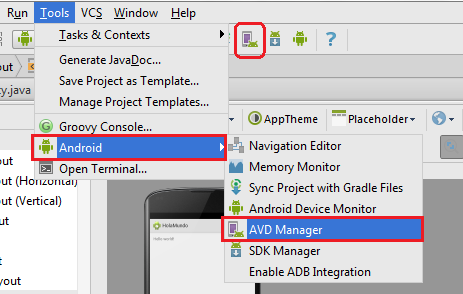 Run Tools VCS Window Help
Tasks & Contexts
out
Generate JavaDoc...
ty.java
Save Project as Template...
Manage Project Templates...
AppTheme Placeholder
Groovy Console...
Android
Navigation Editor
out
Open Terminal...
Memory Monitor
out (Horizontal)
Sync Project with Gradle Files
out (Vertical)
Android Device Monitor
out
HolaMundo
AVD Manager
SDK Manager
Enable ADB Integration
yout